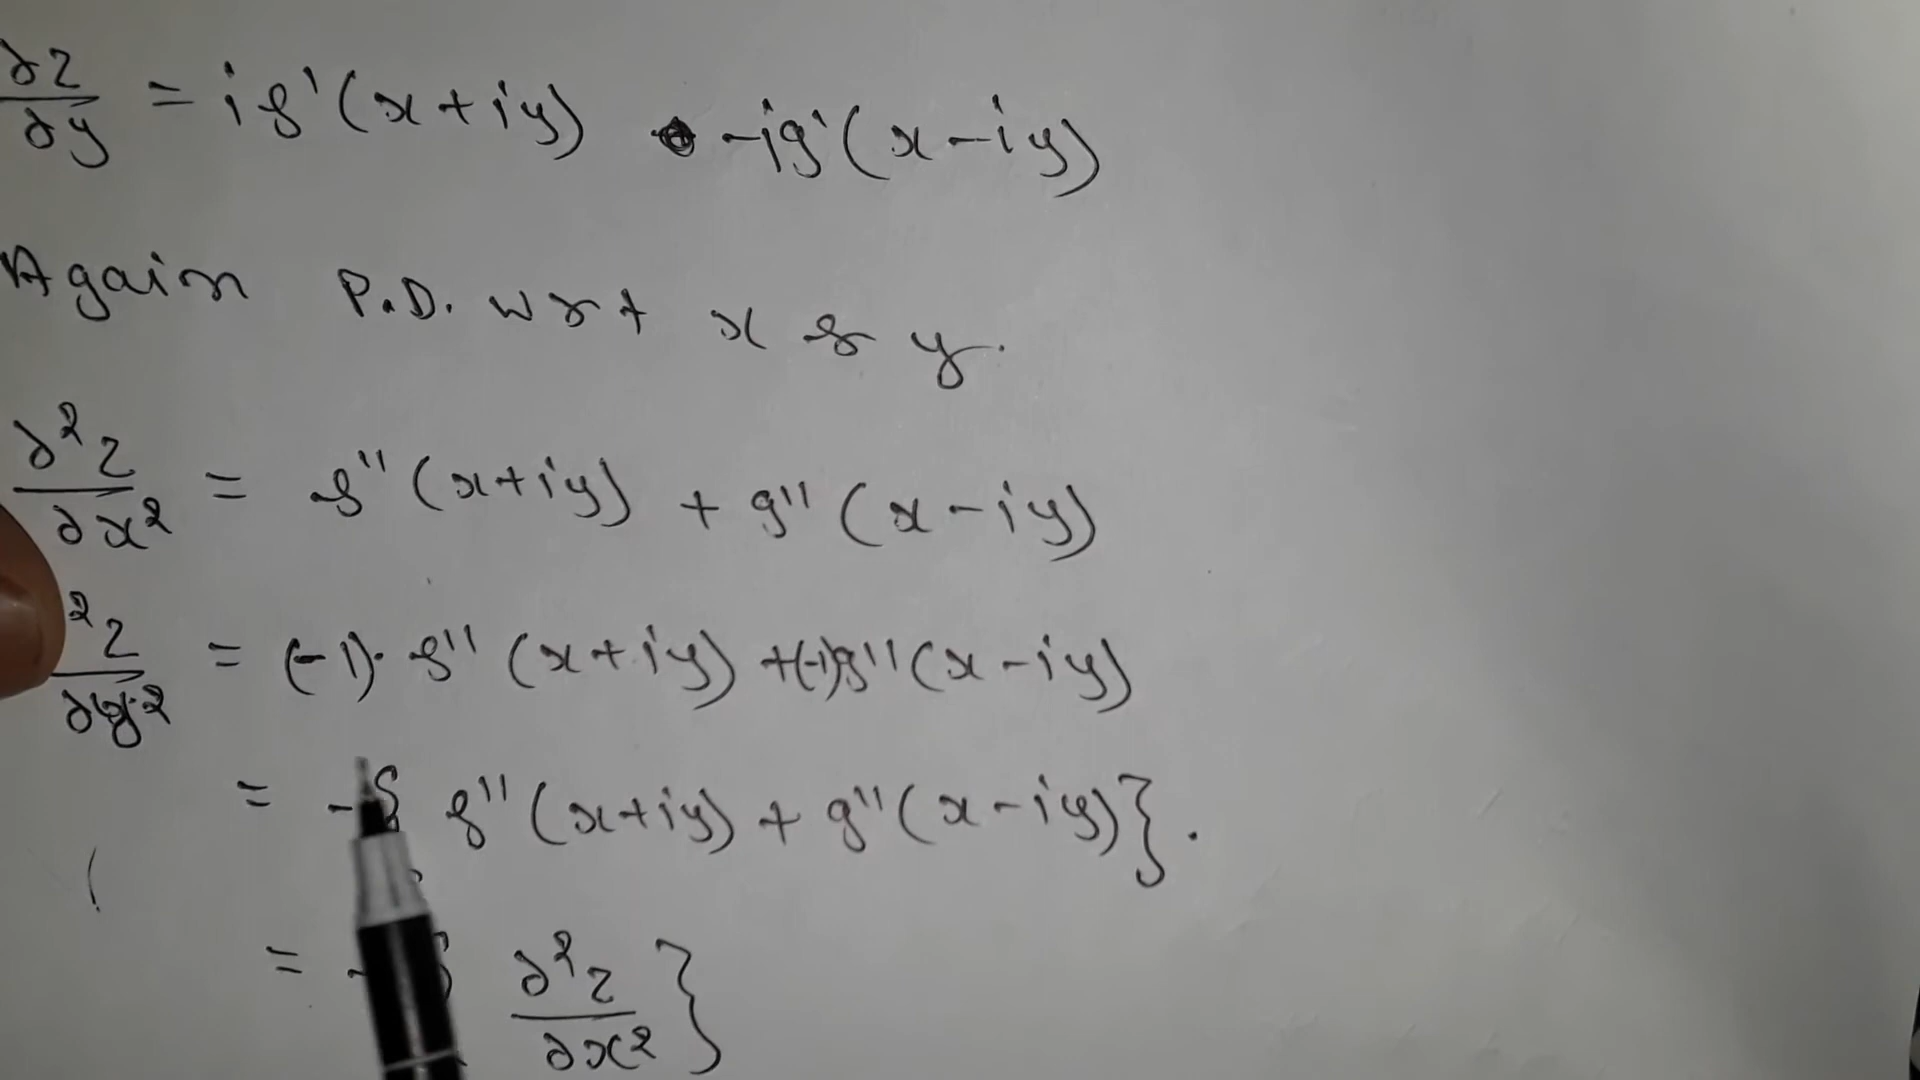 ∂z/∂y = if'(x+iy) -ig'(x-iy)
Again P.D. wrt x & y.
∂²z/∂x² = f''(x+iy) + g''(x-iy)
²z/∂y² = (-1). f''(x+iy) +(-1)g''(x-iy)
= -{ f''(x+iy) + g''(x-iy)}.
= -{ ∂²z/∂x² }